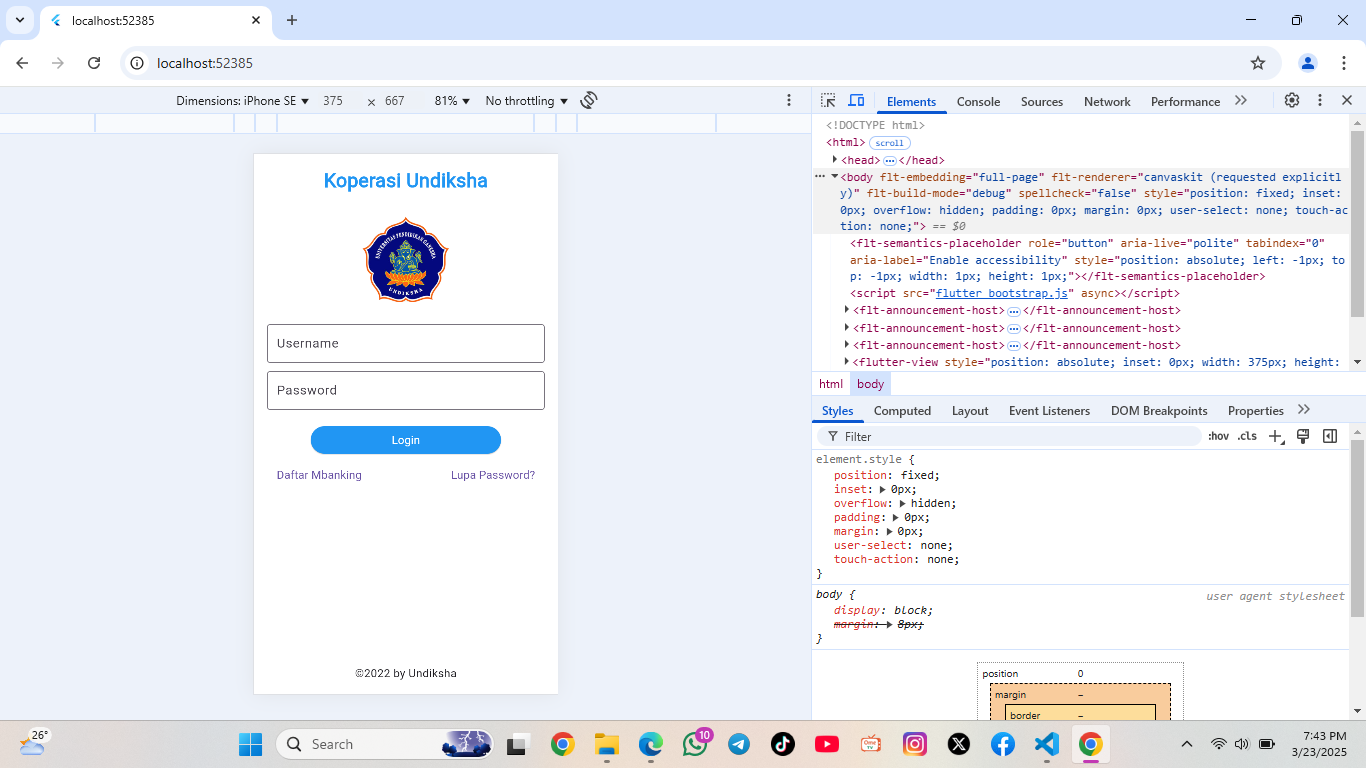 localhost:52385
localhost:52385
Dimensions: iPhone SE 375 × 667 81% No throttling
Koperasi Undiksha
UNIVERSITAS PENDIDIKAN GANESHA
UNDIKSHA
Username
Password
Login
Daftar Mbanking Lupa Password?
©2022 by Undiksha
Elements Console Sources Network Performance
<!DOCTYPE html>
<html> scroll
<head> ••• </head>
••• <body flt-embedding="full-page" flt-renderer="canvaskit (requested explicitl
y)" flt-build-mode="debug" spellcheck="false" style="position: fixed; inset:
0px; overflow: hidden; padding: 0px; margin: 0px; user-select: none; touch-ac
tion: none;"> == $0
<flt-semantics-placeholder role="button" aria-live="polite" tabindex="0"
aria-label="Enable accessibility" style="position: absolute; left: -1px; to
p: -1px; width: 1px; height: 1px;"></flt-semantics-placeholder>
<script src="flutter_bootstrap.js" async></script>
<flt-announcement-host> ••• </flt-announcement-host>
<flt-announcement-host> ••• </flt-announcement-host>
<flt-announcement-host> ••• </flt-announcement-host>
<flutter-view style="position: absolute; inset: 0px; width: 375px; height:
html body
Styles Computed Layout Event Listeners DOM Breakpoints Properties
Filter :hov .cls
element.style {
position: fixed;
inset: 0px;
overflow: hidden;
padding: 0px;
margin: 0px;
user-select: none;
touch-action: none;
}
body { user agent stylesheet
display: block;
margin: 8px;
}
position 0
margin –
border –
26°
Search
10
Ome
TV
7:43 PM
3/23/2025